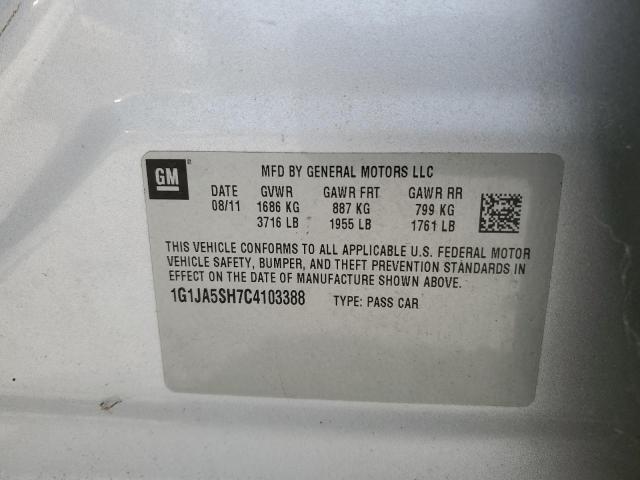 GM
MFD BY GENERAL MOTORS LLC
DATE GVWR GAWR FRT GAWR RR
08/11 1686 KG 887 KG 799 KG
3716 LB 1955 LB 1761 LB
THIS VEHICLE CONFORMS TO ALL APPLICABLE U.S. FEDERAL MOTOR
VEHICLE SAFETY, BUMPER, AND THEFT PREVENTION STANDARDS IN
EFFECT ON THE DATE OF MANUFACTURE SHOWN ABOVE.
1G1JA5SH7C4103388 TYPE: PASS CAR